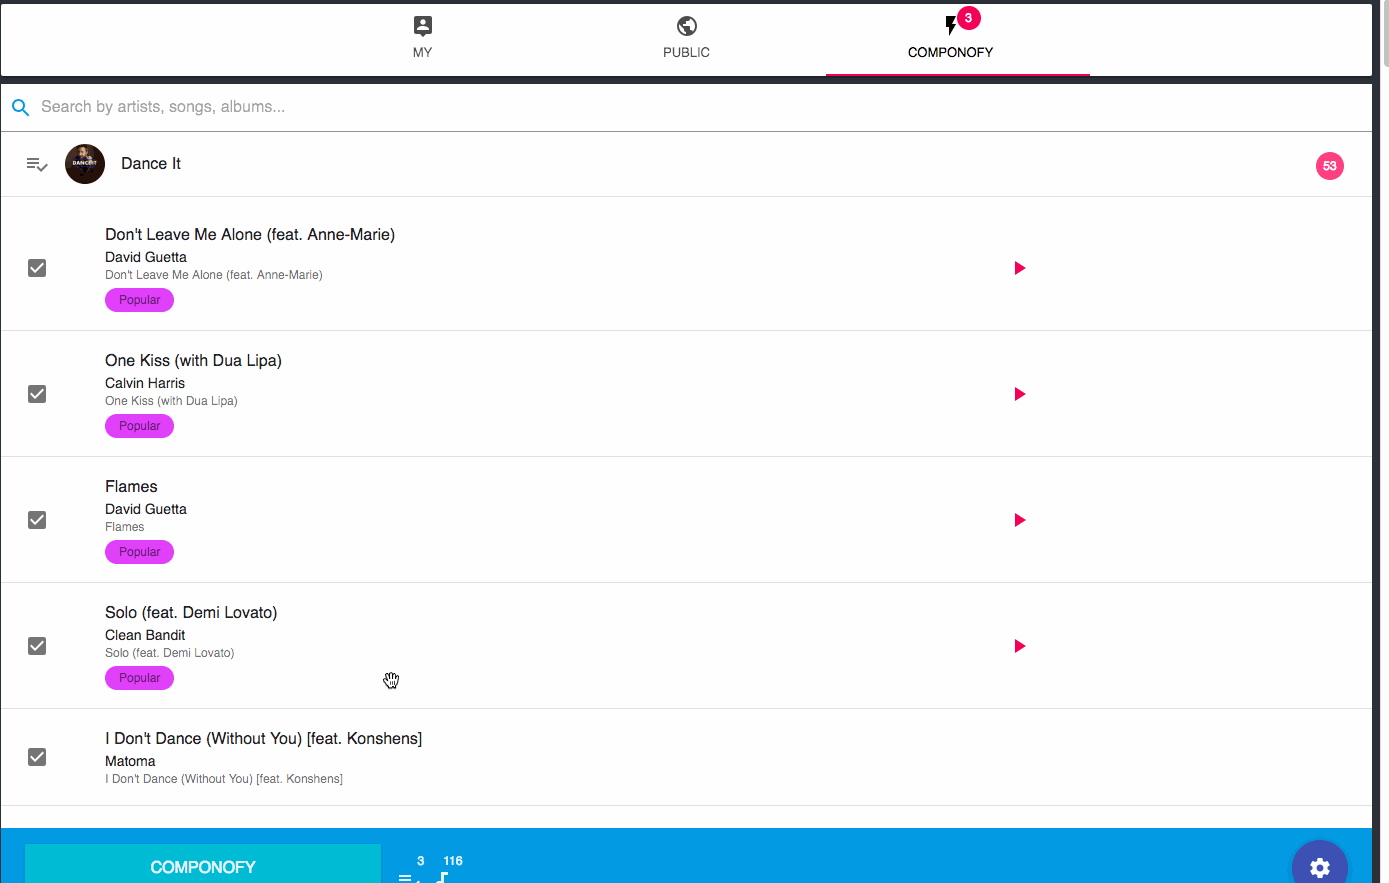 3
MY
PUBLIC
COMPONOFY
Search by artists, songs, albums...
DANCE IT
Dance It
53
Don't Leave Me Alone (feat. Anne-Marie)
David Guetta
Don't Leave Me Alone (feat. Anne-Marie)
Popular
One Kiss (with Dua Lipa)
Calvin Harris
One Kiss (with Dua Lipa)
Popular
Flames
David Guetta
Flames
Popular
Solo (feat. Demi Lovato)
Clean Bandit
Solo (feat. Demi Lovato)
Popular
I Don't Dance (Without You) [feat. Konshens]
Matoma
I Don't Dance (Without You) [feat. Konshens]
COMPONOFY
3
116